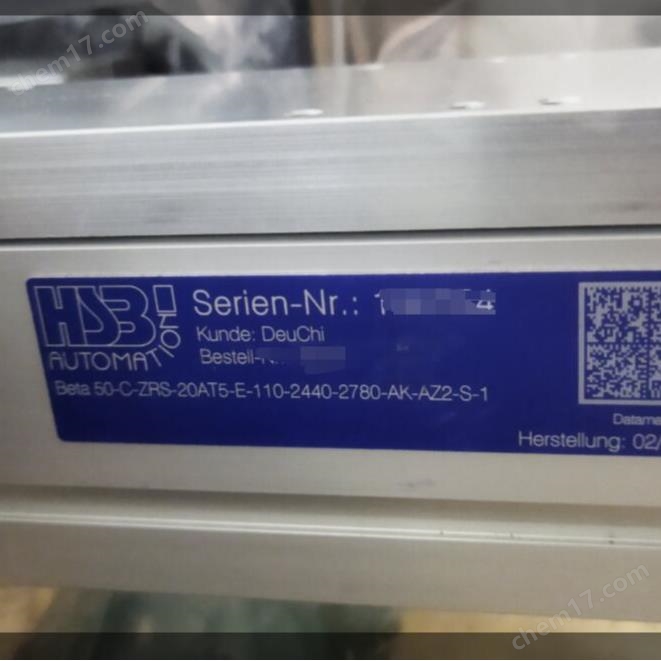 chem17.com
HSB!
AUTOMATION
Serien-Nr.:
Kunde: DeuChi
Beta 50-C-ZRS-20AT5-E-110-2440-2780-AK-AZ2-S-1
Herstellung: 02/
chem17.com